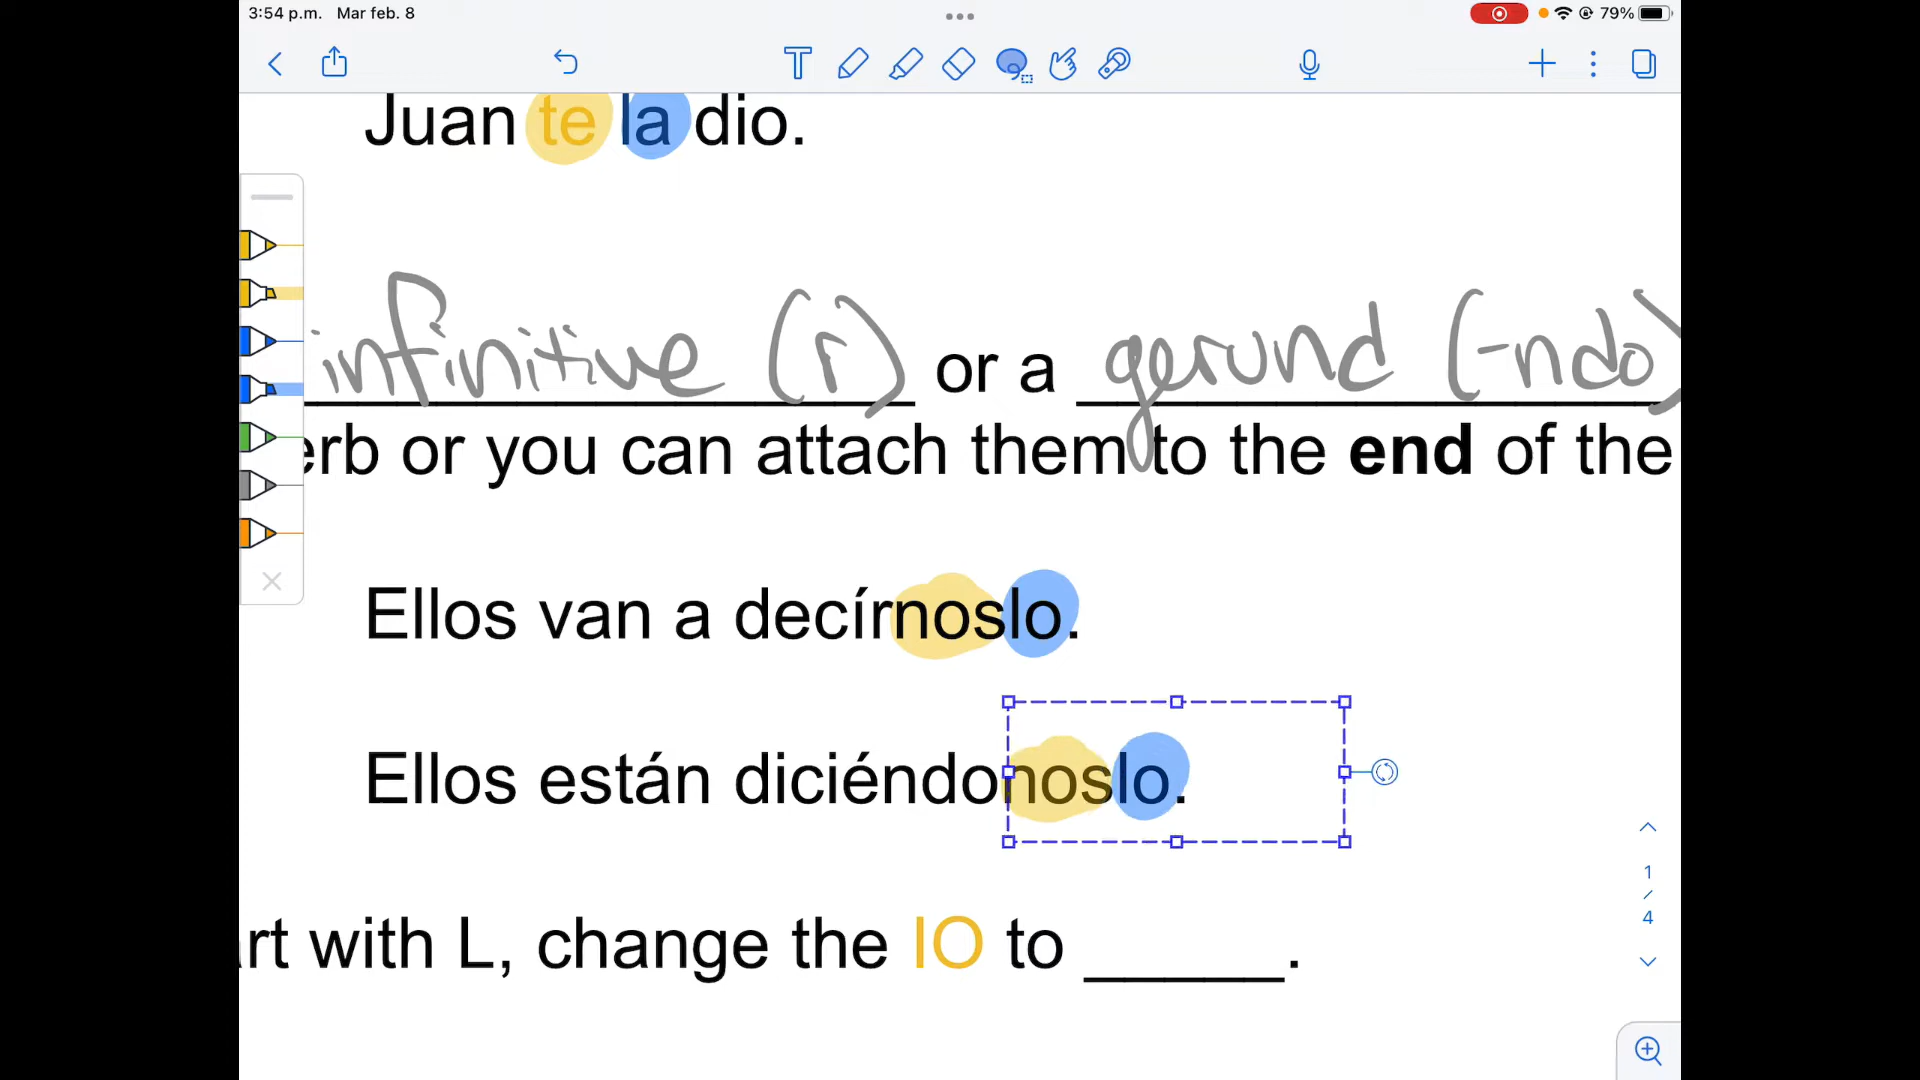 3:54 p.m. Mar feb. 8
79%
Juan te la dio.
infinitive (r) or a gerund (-ndo)
erb or you can attach them to the end of the
Ellos van a decírnoslo.
Ellos están diciéndonoslo.
1
/
4
art with L, change the IO to ______.